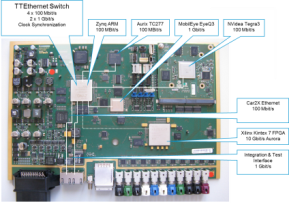 TTEthernet Switch
4 x 100 Mbit/s
2 x 1 Gbit/s
Clock Synchronization
Zynq ARM
100 Mbit/s
Aurix TC277
100 Mbit/s
MobilEye EyeQ3
1 Gbit/s
NVidea Tegra3
100 Mbit/s
Car2X Ethernet
100 Mbit/s
Xilinx Kintex 7 FPGA
10 Gbit/s Aurora
Integration & Test
Interface
1 Gbit/s